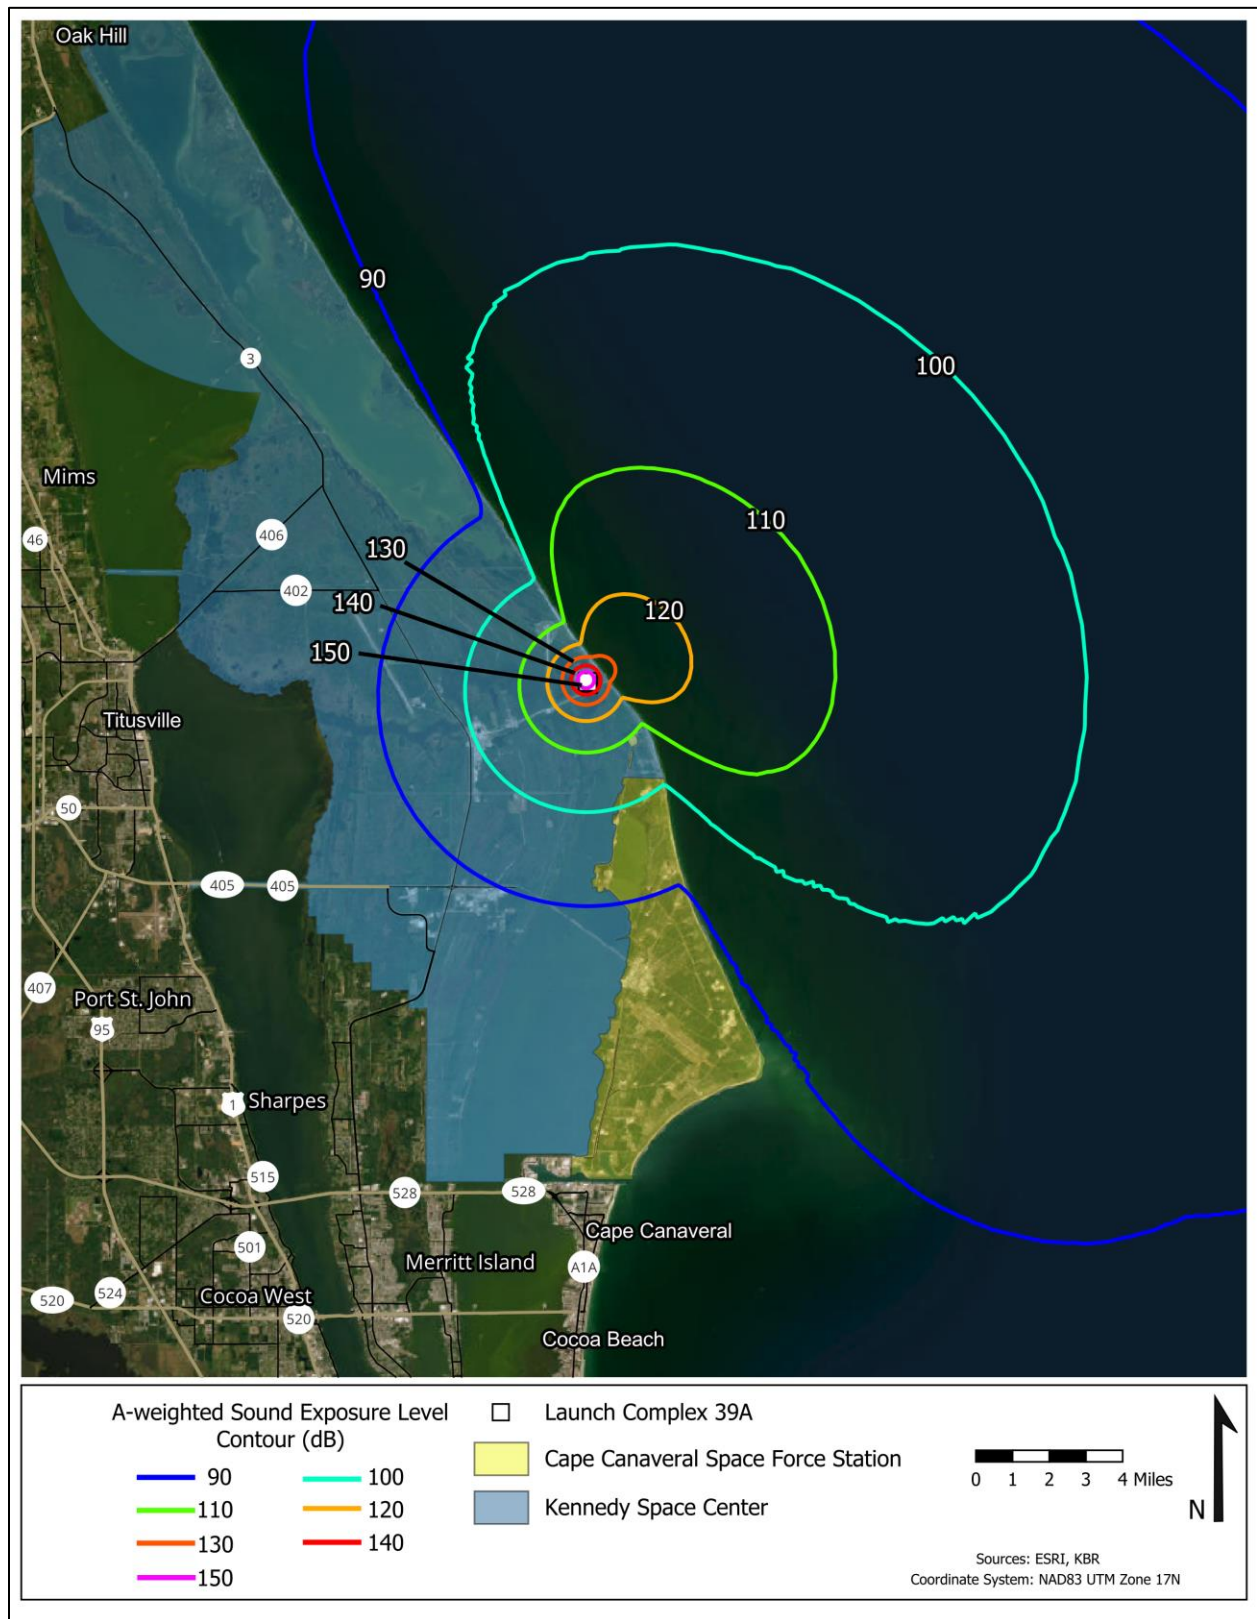 Oak Hill
90
3
100
Mims
46
406
110
130
402
140
120
150
Titusville
50
405
405
407
Port St. John
95
1
Sharpes
515
528
528
Cape Canaveral
501
Merritt Island
A1A
524
520
Cocoa West
520
Cocoa Beach
A-weighted Sound Exposure Level
Contour (dB)
90
100
110
120
130
140
150
Launch Complex 39A
Cape Canaveral Space Force Station
Kennedy Space Center
0 1 2 3 4 Miles
N
Sources: ESRI, KBR
Coordinate System: NAD83 UTM Zone 17N